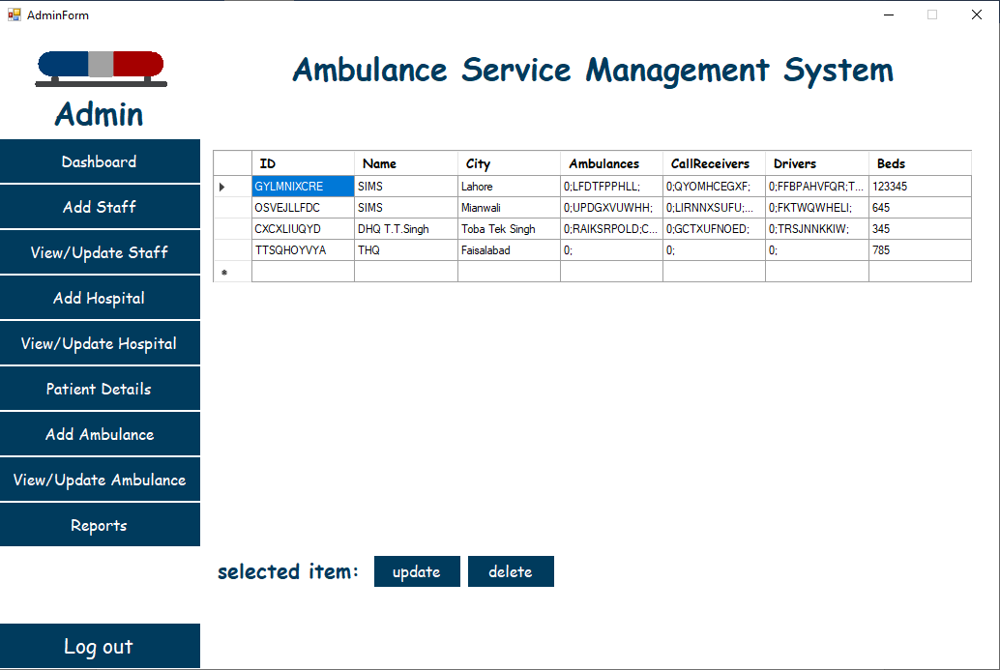 AdminForm
Ambulance Service Management System
Admin
Dashboard
Add Staff
View/Update Staff
Add Hospital
View/Update Hospital
Patient Details
Add Ambulance
View/Update Ambulance
Reports
Log out
ID Name City Ambulances CallReceivers Drivers Beds
GYLMNIXCRE SIMS Lahore 0;LFDTFPPHLL; 0;QYOMHCEGXF; 0;FFBPAHVFQR;T... 123345
OSVEJLLFDC SIMS Mianwali 0;UPDGXVUWHH; 0;LIRNNXSUFU;... 0;FKTWQWHELI; 645
CXCXLIUQYD DHQ T.T.Singh Toba Tek Singh 0;RAIKSRPOLD;C... 0;GCTXUFNOED; 0;TRSJNNKKIW; 345
TTSQHOYVYA THQ Faisalabad 0; 0; 0; 785
selected item: update delete